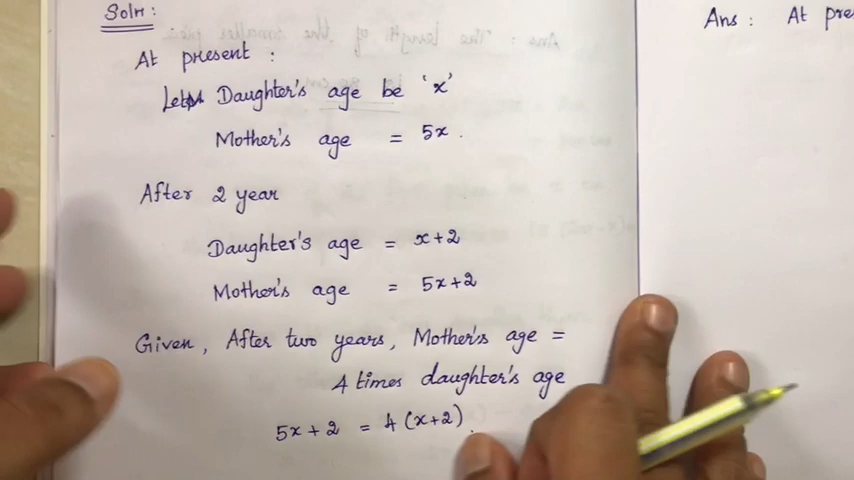 Soln:
At present :
Let Daughter's age be 'x'
Mother's age = 5x .
After 2 year
Daughter's age = x+2
Mother's age = 5x+2
Given, After two years, Mother's age =
4 times daughter's age
5x+2 = 4(x+2).
Ans : At pre